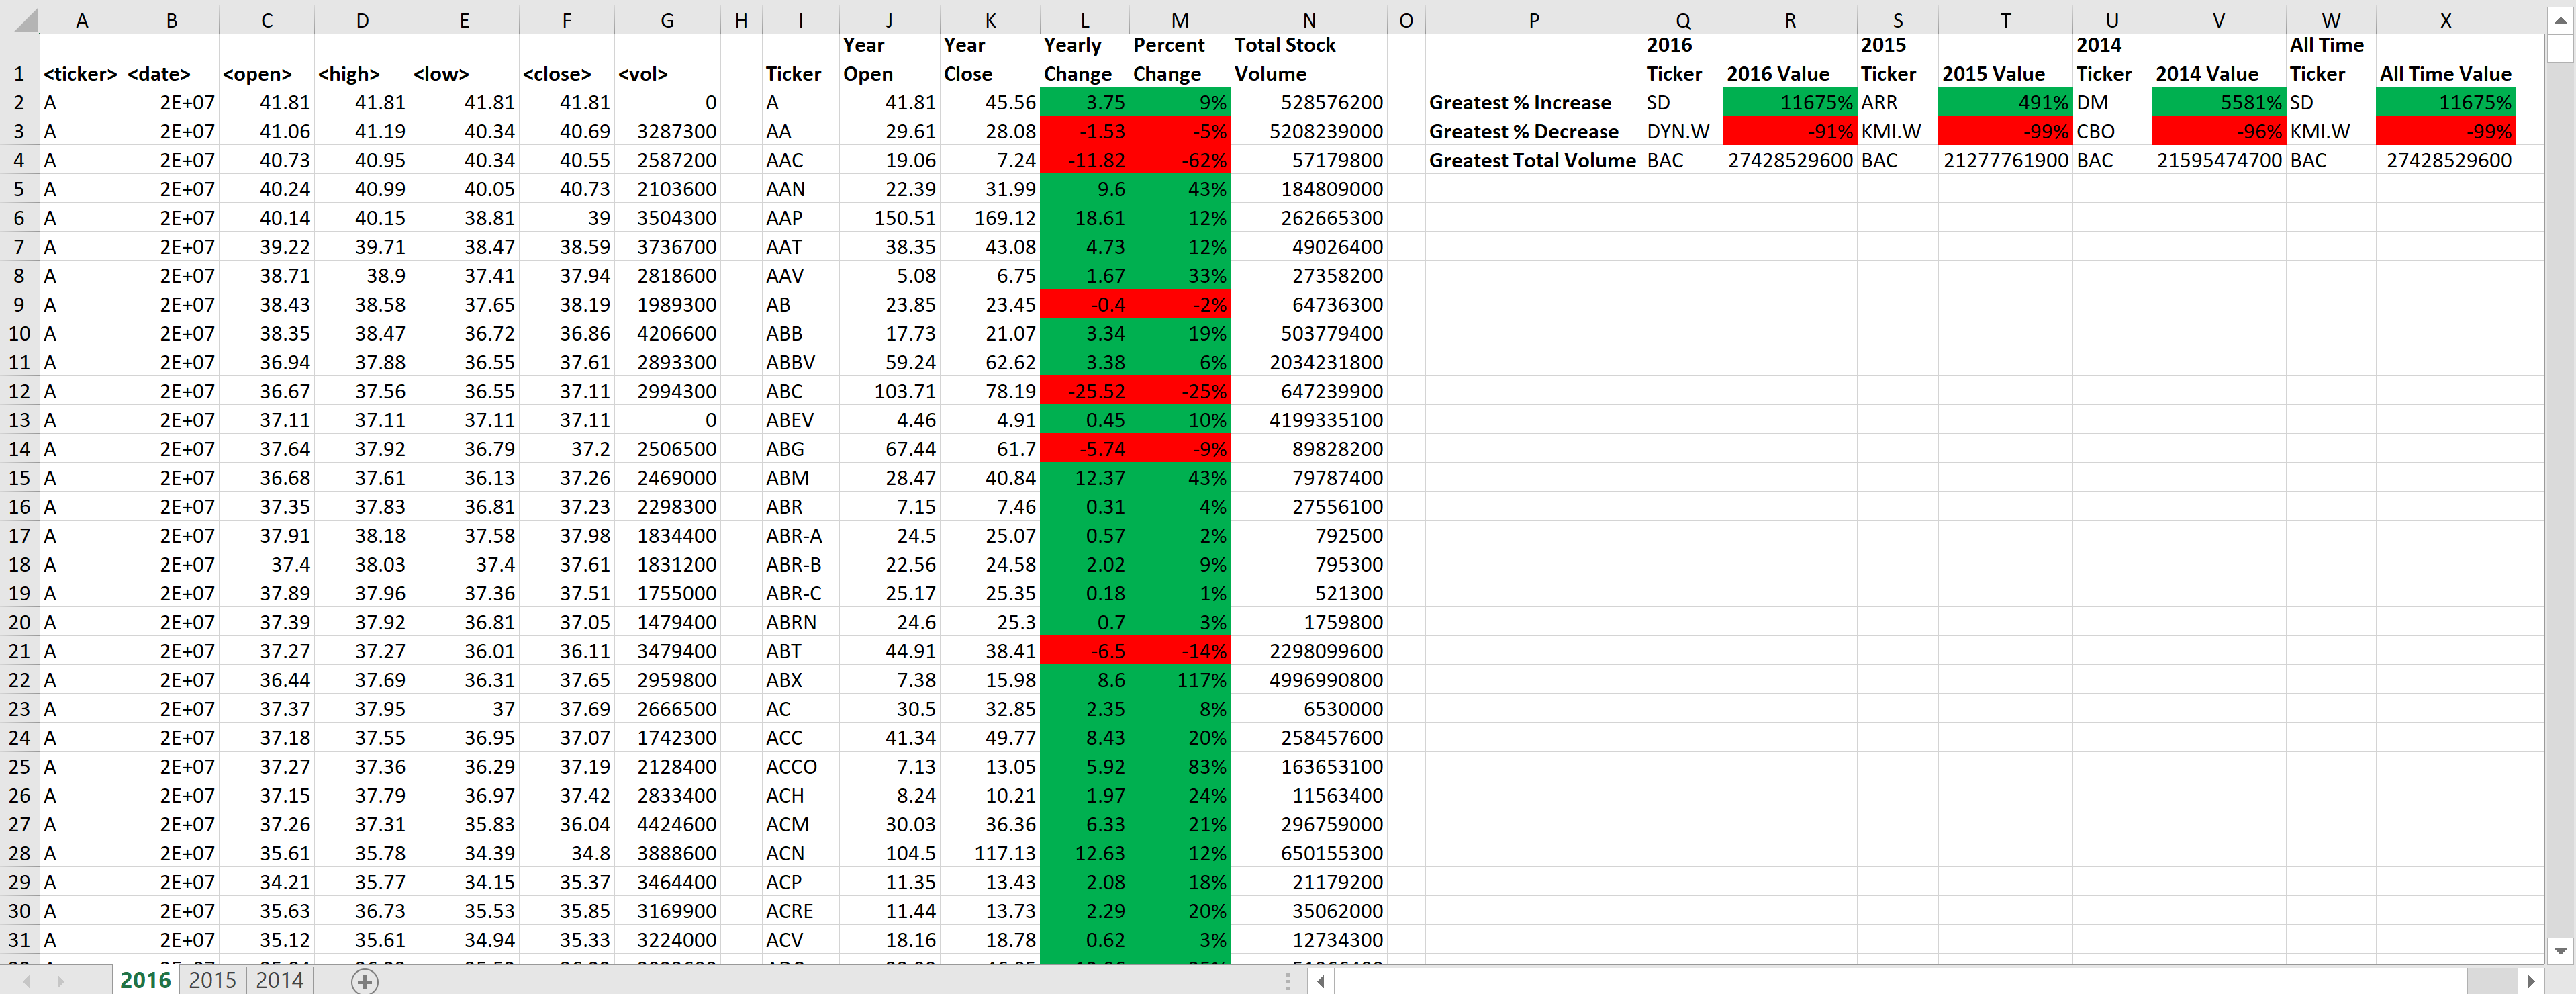 A B C D E F G H I J K L M N O P Q R S T U V W X
Year Year Yearly Percent Total Stock 2016 2015 2014 All Time
1 <ticker> <date> <open> <high> <low> <close> <vol> Ticker Open Close Change Change Volume Ticker 2016 Value Ticker 2015 Value Ticker 2014 Value Ticker All Time Value
2 A 2E+07 41.81 41.81 41.81 41.81 0 A 41.81 45.56 3.75 9% 528576200 Greatest % Increase SD 11675% ARR 491% DM 5581% SD 11675%
3 A 2E+07 41.06 41.19 40.34 40.69 3287300 AA 29.61 28.08 -1.53 -5% 5208239000 Greatest % Decrease DYN.W -91% KMI.W -99% CBO -96% KMI.W -99%
4 A 2E+07 40.73 40.95 40.34 40.55 2587200 AAC 19.06 7.24 -11.82 -62% 57179800 Greatest Total Volume BAC 27428529600 BAC 21277761900 BAC 21595474700 BAC 27428529600
5 A 2E+07 40.24 40.99 40.05 40.73 2103600 AAN 22.39 31.99 9.6 43% 184809000
6 A 2E+07 40.14 40.15 38.81 39 3504300 AAP 150.51 169.12 18.61 12% 262665300
7 A 2E+07 39.22 39.71 38.47 38.59 3736700 AAT 38.35 43.08 4.73 12% 49026400
8 A 2E+07 38.71 38.9 37.41 37.94 2818600 AAV 5.08 6.75 1.67 33% 27358200
9 A 2E+07 38.43 38.58 37.65 38.19 1989300 AB 23.85 23.45 -0.4 -2% 64736300
10 A 2E+07 38.35 38.47 36.72 36.86 4206600 ABB 17.73 21.07 3.34 19% 503779400
11 A 2E+07 36.94 37.88 36.55 37.61 2893300 ABBV 59.24 62.62 3.38 6% 2034231800
12 A 2E+07 36.67 37.56 36.55 37.11 2994300 ABC 103.71 78.19 -25.52 -25% 647239900
13 A 2E+07 37.11 37.11 37.11 37.11 0 ABEV 4.46 4.91 0.45 10% 4199335100
14 A 2E+07 37.64 37.92 36.79 37.2 2506500 ABG 67.44 61.7 -5.74 -9% 89828200
15 A 2E+07 36.68 37.61 36.13 37.26 2469000 ABM 28.47 40.84 12.37 43% 79787400
16 A 2E+07 37.35 37.83 36.81 37.23 2298300 ABR 7.15 7.46 0.31 4% 27556100
17 A 2E+07 37.91 38.18 37.58 37.98 1834400 ABR-A 24.5 25.07 0.57 2% 792500
18 A 2E+07 37.4 38.03 37.4 37.61 1831200 ABR-B 22.56 24.58 2.02 9% 795300
19 A 2E+07 37.89 37.96 37.36 37.51 1755000 ABR-C 25.17 25.35 0.18 1% 521300
20 A 2E+07 37.39 37.92 36.81 37.05 1479400 ABRN 24.6 25.3 0.7 3% 1759800
21 A 2E+07 37.27 37.27 36.01 36.11 3479400 ABT 44.91 38.41 -6.5 -14% 2298099600
22 A 2E+07 36.44 37.69 36.31 37.65 2959800 ABX 7.38 15.98 8.6 117% 4996990800
23 A 2E+07 37.37 37.95 37 37.69 2666500 AC 30.5 32.85 2.35 8% 6530000
24 A 2E+07 37.18 37.55 36.95 37.07 1742300 ACC 41.34 49.77 8.43 20% 258457600
25 A 2E+07 37.27 37.36 36.29 37.19 2128400 ACCO 7.13 13.05 5.92 83% 163653100
26 A 2E+07 37.15 37.79 36.97 37.42 2833400 ACH 8.24 10.21 1.97 24% 11563400
27 A 2E+07 37.26 37.31 35.83 36.04 4424600 ACM 30.03 36.36 6.33 21% 296759000
28 A 2E+07 35.61 35.78 34.39 34.8 3888600 ACN 104.5 117.13 12.63 12% 650155300
29 A 2E+07 34.21 35.77 34.15 35.37 3464400 ACP 11.35 13.43 2.08 18% 21179200
30 A 2E+07 35.63 36.73 35.53 35.85 3169900 ACRE 11.44 13.73 2.29 20% 35062000
31 A 2E+07 35.12 35.61 34.94 35.33 3224000 ACV 18.16 18.78 0.62 3% 12734300
2016 2015 2014